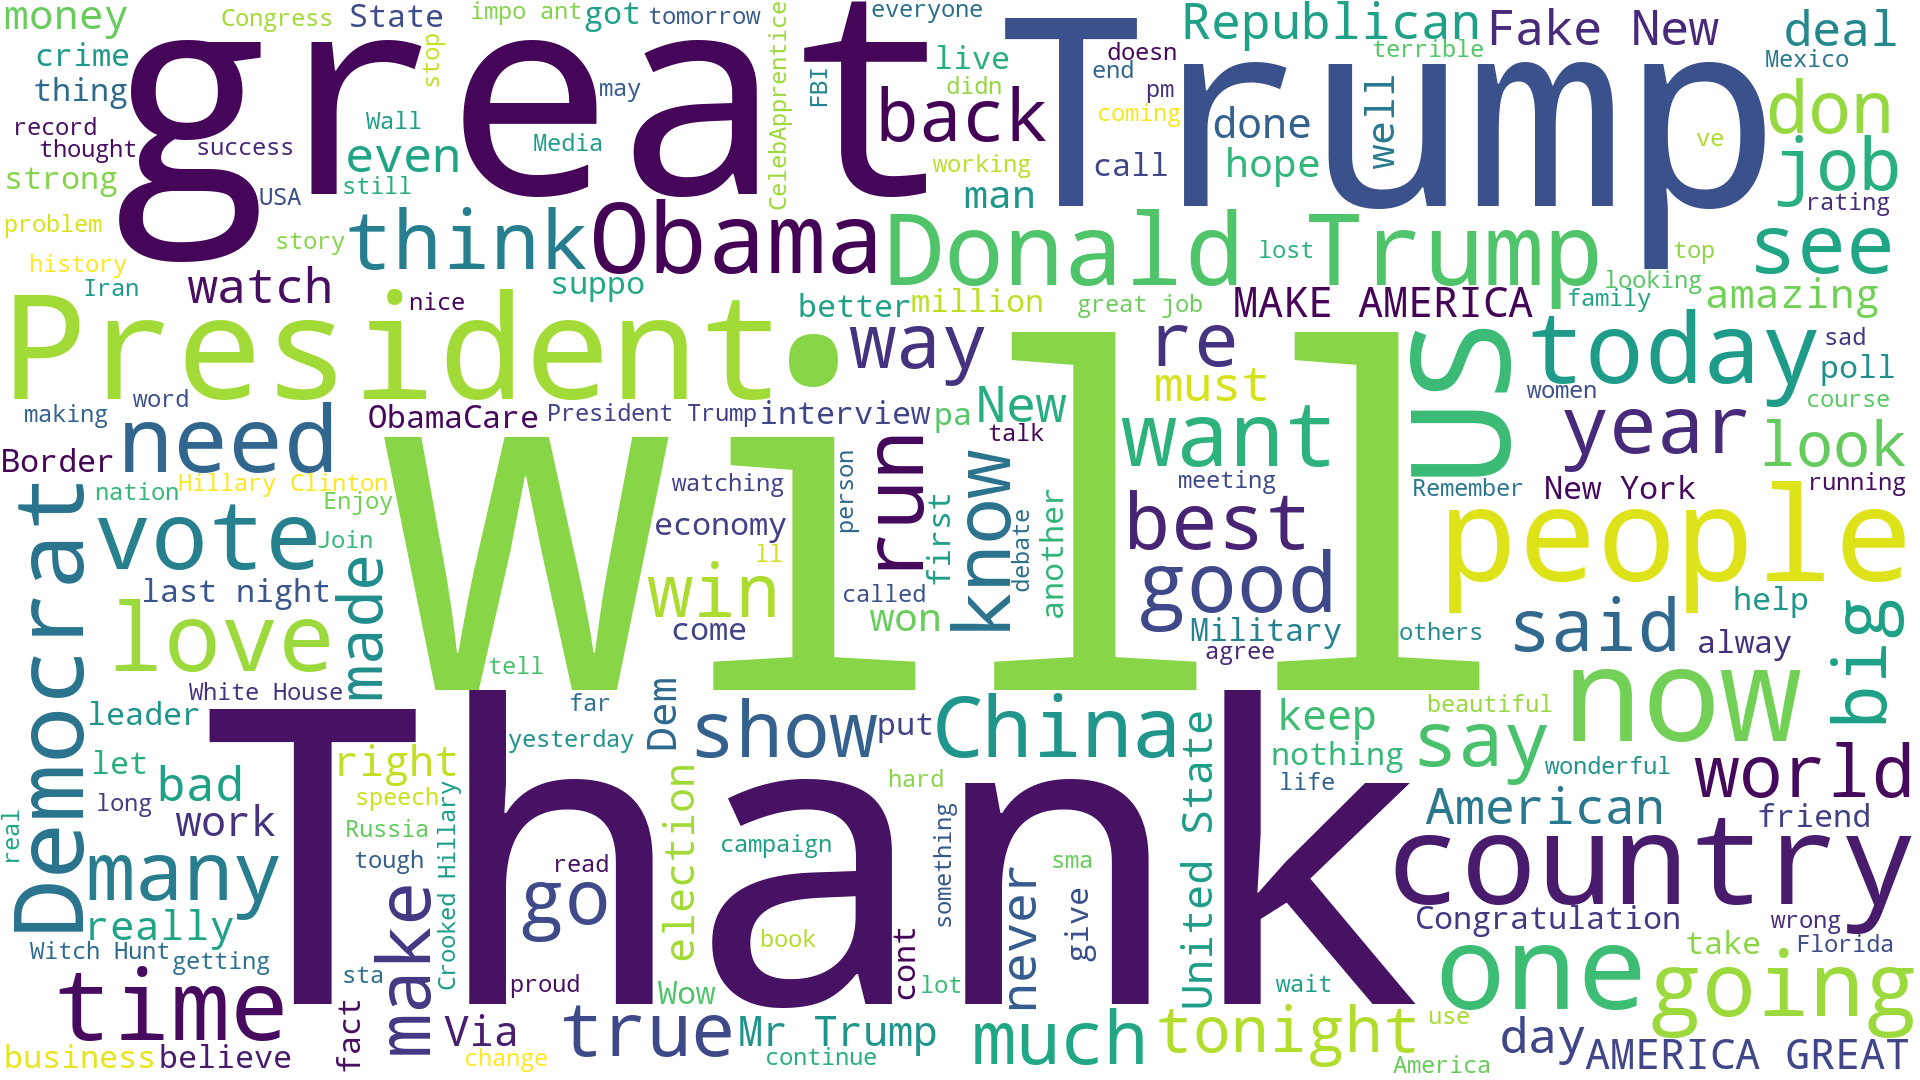 great
Trump
will
Thank
President
us
people
country
Donald Trump
Obama
Democrat
think
today
now
one
going
time
need
vote
love
many
China
know
want
good
best
year
see
job
don
back
way
run
win
show
much
tonight
true
make
go
said
say
world
big
look
re
money
Congress
State
impo ant
got
tomorrow
everyone
Republican
Fake New
deal
crime
thing
stop
CelebApprentice
FBI
live
didn
doesn
end
pm
coming
terrible
Mexico
record
thought
success
Wall
even
Media
may
working
call
done
hope
well
ve
strong
USA
still
man
rating
problem
story
suppo
lost
top
looking
history
Iran
watch
nice
better
million
great job
MAKE AMERICA
family
amazing
sad
poll
making
word
ObamaCare
President Trump
interview
pa
New
talk
must
women
course
Border
nation
Hillary Clinton
Enjoy
watching
person
first
debate
another
meeting
Remember
New York
running
Join
economy
ll
last night
made
called
won
come
Military
agree
others
help
alway
tell
White House
leader
far
Dem
put
yesterday
keep
nothing
beautiful
wonderful
United State
let
bad
right
long
speech
work
Russia
tough
Crooked Hillary
real
election
hard
life
American
friend
campaign
read
something
sma
never
give
really
Witch Hunt
getting
sta
fact
proud
book
cont
lot
wait
Wow
Congratulation
wrong
take
Florida
Via
Mr Trump
use
day
AMERICA GREAT
business
believe
change
continue
America